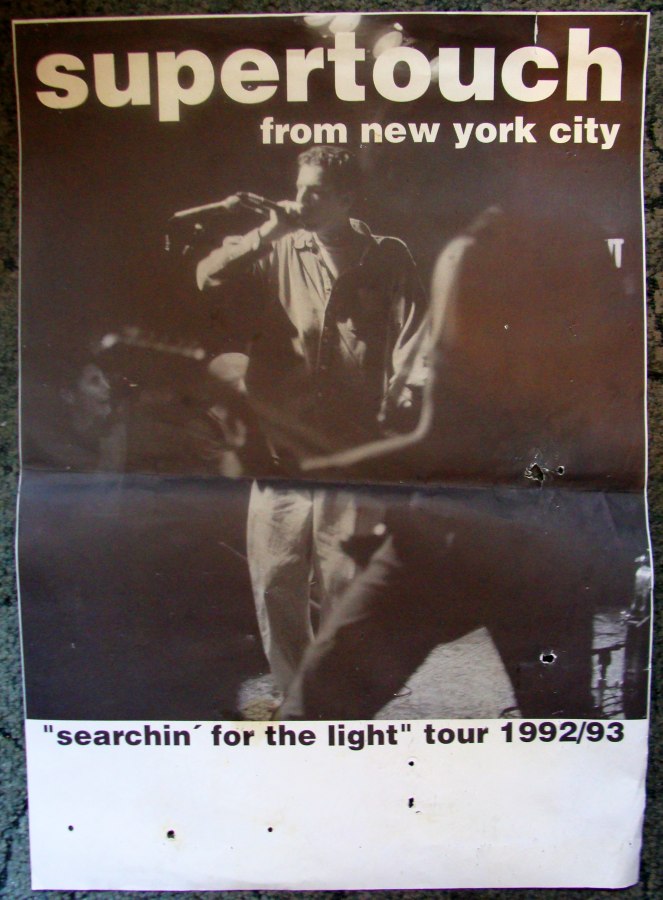 supertouch
from new york city
"searchin´ for the light" tour 1992/93